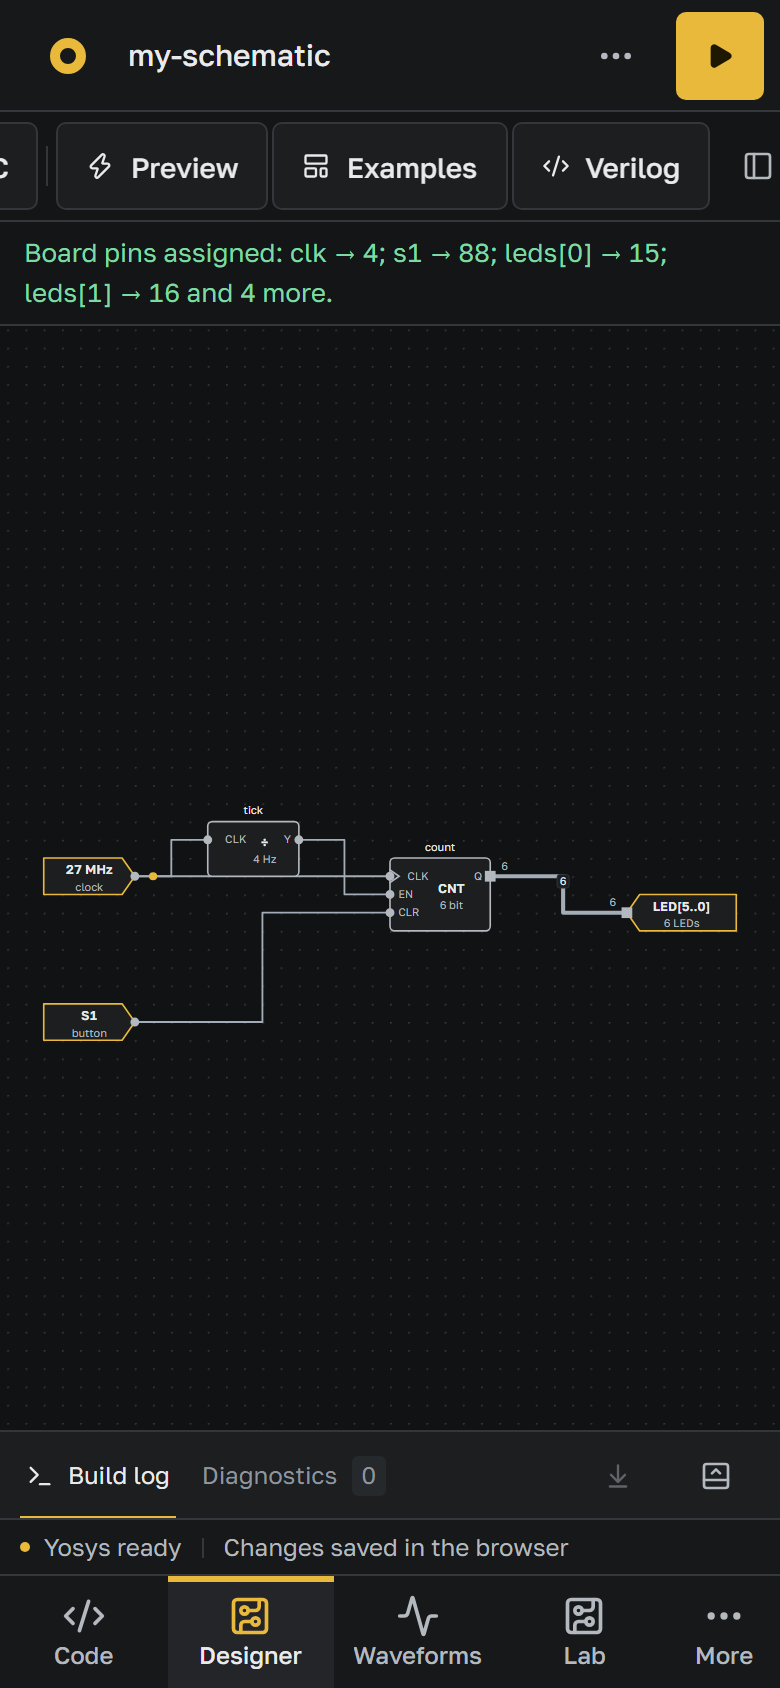 my-schematic
C
Preview
Examples
Verilog
Board pins assigned: clk → 4; s1 → 88; leds[0] → 15;
leds[1] → 16 and 4 more.
tick
CLK ÷ Y
4 Hz
27 MHz
clock
count
CLK
EN
CLR
CNT
6 bit
Q
6
6
6
LED[5..0]
6 LEDs
S1
button
Build log
Diagnostics 0
Yosys ready
Changes saved in the browser
Code
Designer
Waveforms
Lab
More